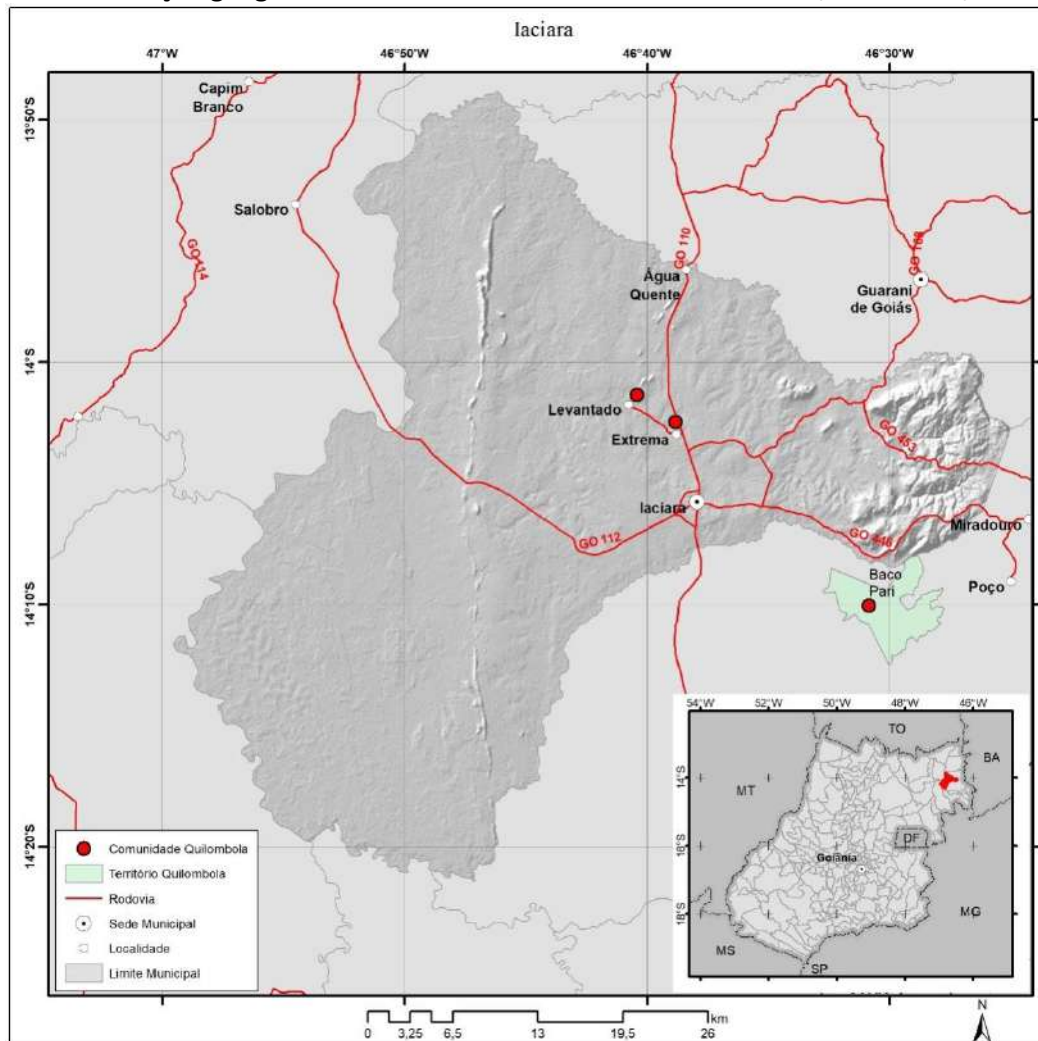 Iaciara
47°W 46°50'W 46°40'W 46°30'W
13°50'S
14°S
14°10'S
14°20'S
Capim
Branco
Salobro
GO 110
GO 108
Água
Quente
Guarani
de Goiás
Levantado
Extrema
GO 453
Iaciara
GO 112
GO 446
Miradouro
Baco
Pari
Poço
Comunidade Quilombola
Território Quilombola
Rodovia
Sede Municipal
Localidade
Limite Municipal
54°W 52°W 50°W 48°W 46°W
14°S
16°S
18°S
TO
BA
MT
DF
Goiânia
MG
MS
SP
km
0 3,25 6,5 13 19,5 26
N